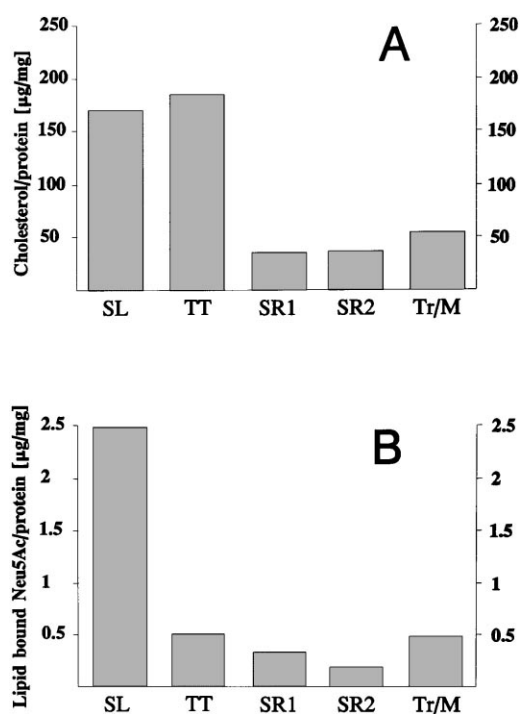 A
Cholesterol/protein [µg/mg]
250 250
200 200
150 150
100 100
50 50
SL TT SR1 SR2 Tr/M
B
Lipid bound Neu5Ac/protein [µg/mg]
2.5 2.5
2 2
1.5 1.5
1 1
0.5 0.5
SL TT SR1 SR2 Tr/M